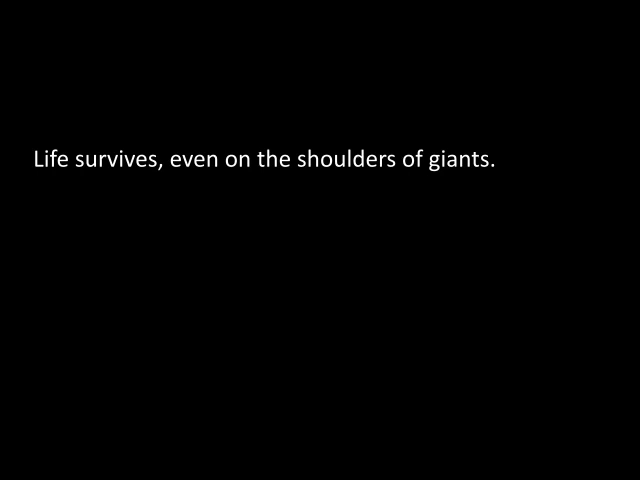 Life survives, even on the shoulders of giants.